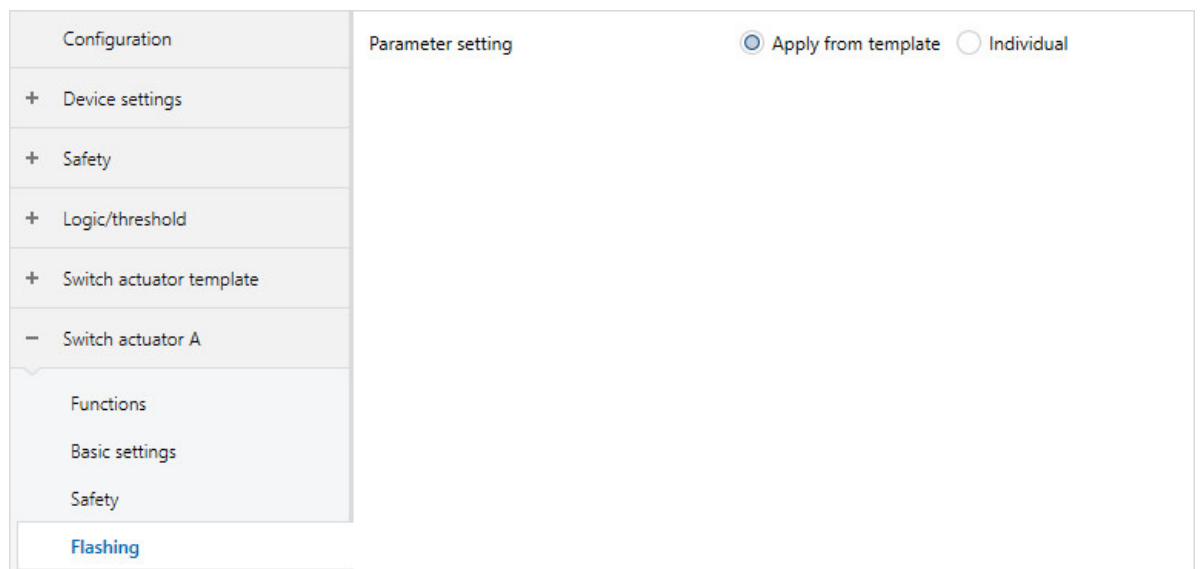 Configuration
Parameter setting Apply from template Individual
+ Device settings
+ Safety
+ Logic/threshold
+ Switch actuator template
− Switch actuator A
Functions
Basic settings
Safety
Flashing